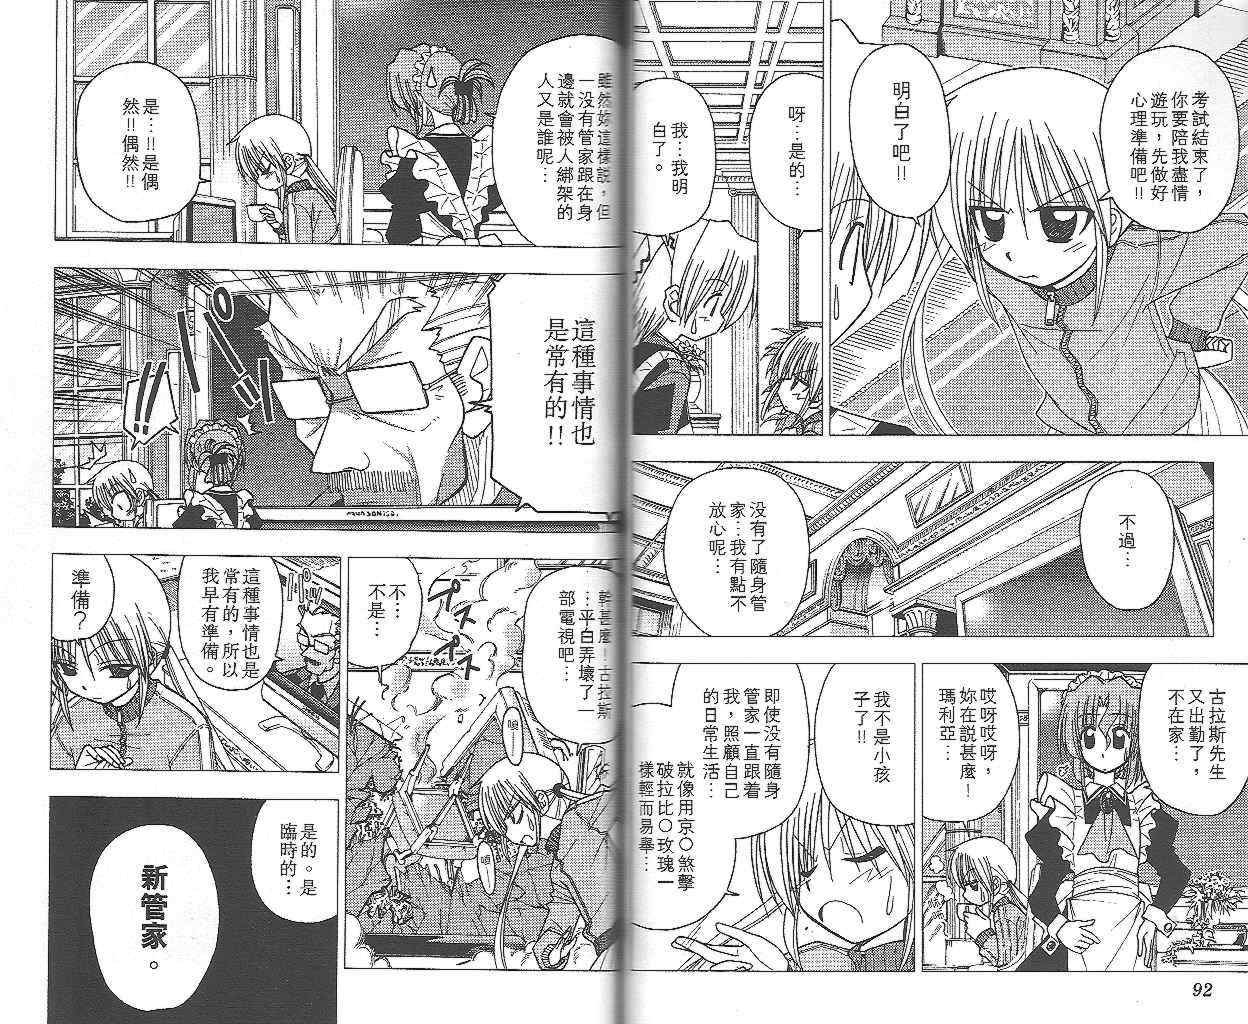 考試結束了，
你要陪我盡情
遊玩，先做好
心理準備吧!!
明白了吧!!
呀…是的…
我…我明
白了。
不過…
没有了隨身管
家…我有點不
放心呢…
古拉斯先生
又出勤了，
不在家…
哎呀哎呀，
妳在説甚麼！
瑪利亞…
我不是小孩
子了!!
即使没有隨身
管家一直跟着
我，照顧自己
的日常生活…
就像用京〇煞擊
破拉比〇玫瑰一
樣輕而易舉…
92
雖然妳這樣説，但
一没有管家跟在身
邊就會被人綁架的
人又是誰呢…
是…!!是偶
然!!偶然!!
這種事情也
是常有的!!
!!
幹甚麼！古拉斯
…平白弄壞了一
部電視吧…
不…
不是…
這種事情也是
常有的，所以
我早有準備。
準備？
是的。是
臨時的…
新管家。